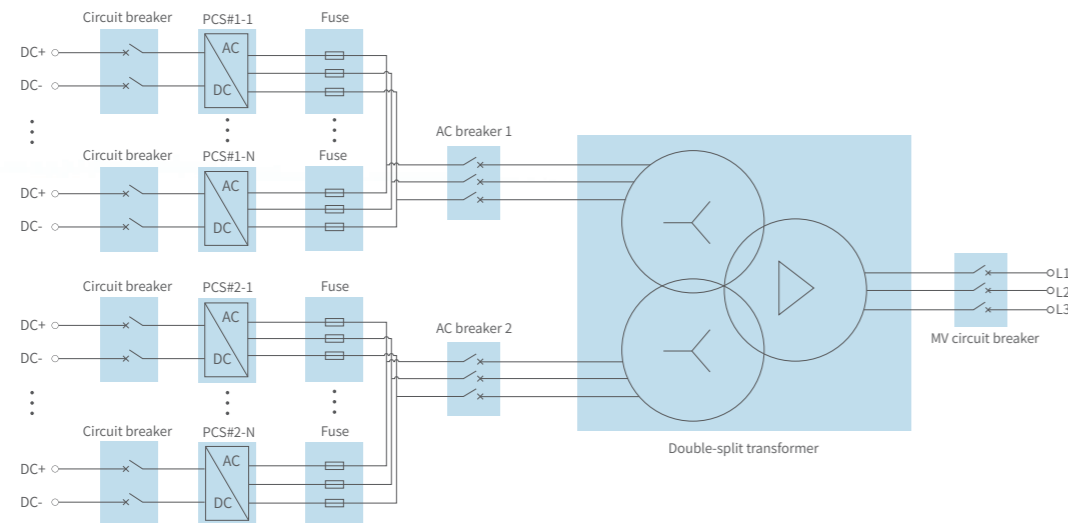 Circuit breaker PCS#1-1 Fuse
DC+
AC
DC-
DC
AC breaker 1
Circuit breaker PCS#1-N Fuse
DC+
AC
DC-
DC
L1
L2
L3
MV circuit breaker
Circuit breaker PCS#2-1 Fuse
DC+
AC
AC breaker 2
DC-
DC
Circuit breaker PCS#2-N Fuse
Double-split transformer
DC+
AC
DC-
DC